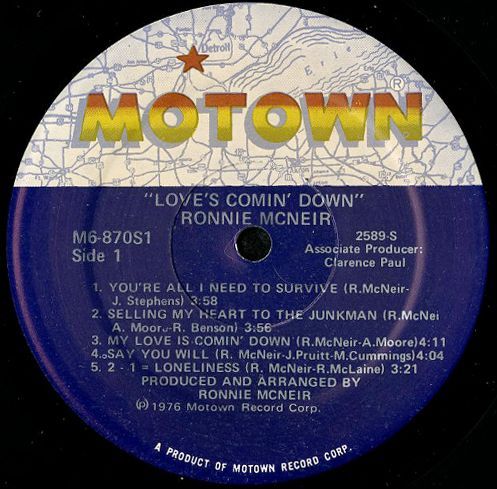 Detroit
Erie
MOTOWN®
"LOVE'S COMIN' DOWN"
RONNIE MCNEIR
M6-870S1
Side 1
2589-S
Associate Producer:
Clarence Paul
1. YOU'RE ALL I NEED TO SURVIVE (R.McNeir-
J. Stephens) 3:58
2. SELLING MY HEART TO THE JUNKMAN (R.McNei
A. Moore-R. Benson) 3:56
3. MY LOVE IS COMIN' DOWN (R.McNeir-A.Moore)4:11
4. SAY YOU WILL (R. McNeir-J.Pruitt-M.Cummings)4:04
5. 2 - 1 = LONELINESS (R. McNeir-R.McLaine) 3:21
PRODUCED AND ARRANGED BY
RONNIE MCNEIR
℗ 1976 Motown Record Corp.
A PRODUCT OF MOTOWN RECORD CORP.